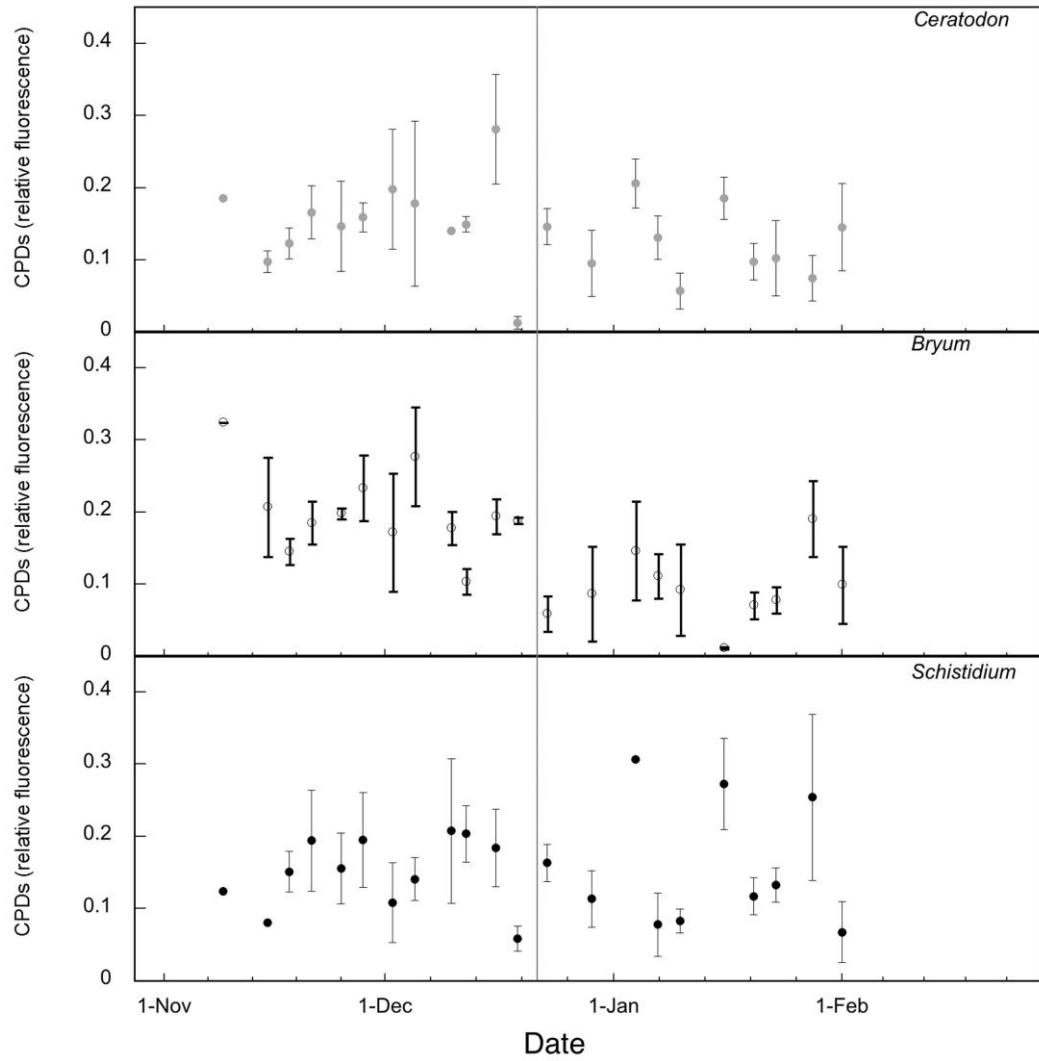 Ceratodon
0.4
0.3
0.2
0.1
0
CPDs (relative fluorescence)
Bryum
0.4
0.3
0.2
0.1
0
CPDs (relative fluorescence)
Schistidium
0.4
0.3
0.2
0.1
0
CPDs (relative fluorescence)
1-Nov 1-Dec 1-Jan 1-Feb
Date